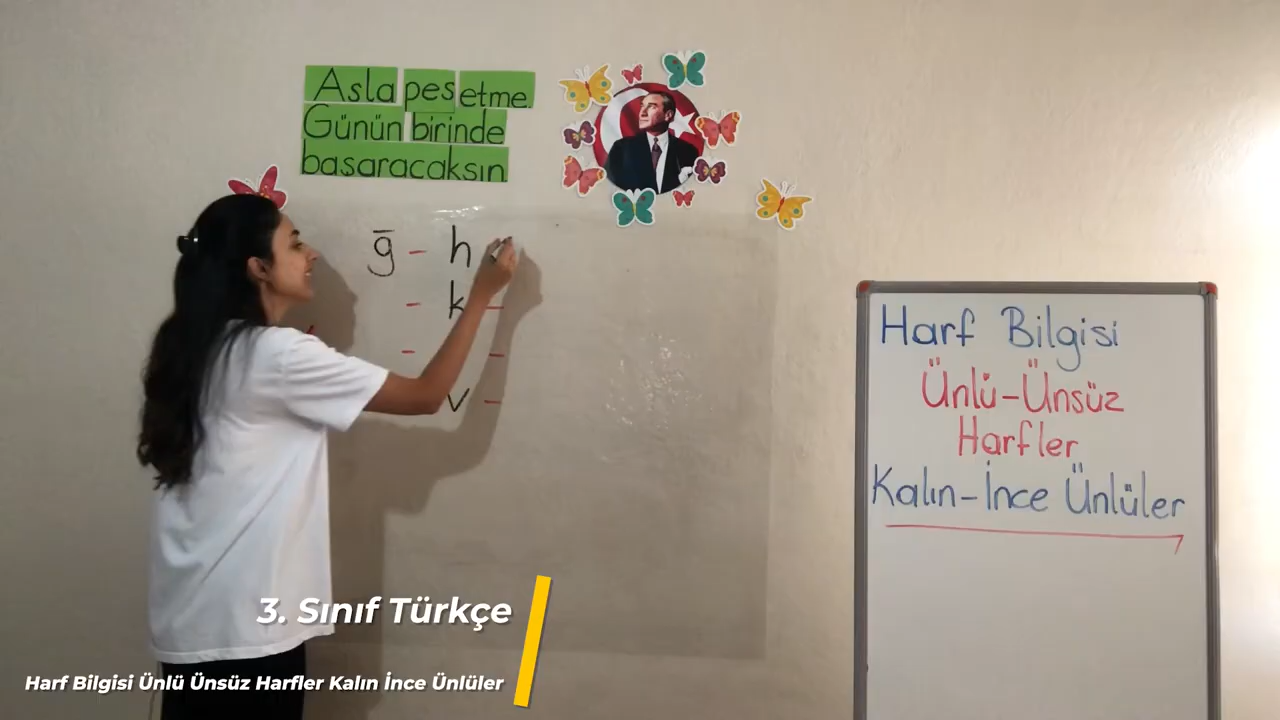 Asla pes etme.
Günün birinde
basaracaksın
ğ - h
- k -
- -
v -
Harf Bilgisi
Ünlü-Ünsüz
Harfler
Kalın-İnce Ünlüler
3. Sınıf Türkçe
Harf Bilgisi Ünlü Ünsüz Harfler Kalın İnce Ünlüler